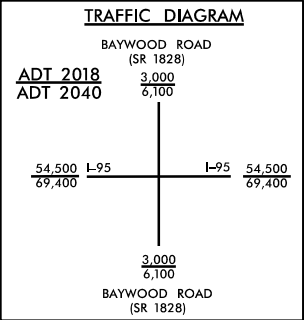 TRAFFIC DIAGRAM
BAYWOOD ROAD
(SR 1828)
ADT 2018
ADT 2040
3,000
6,100
54,500
69,400
I-95
I-95
54,500
69,400
3,000
6,100
BAYWOOD ROAD
(SR 1828)